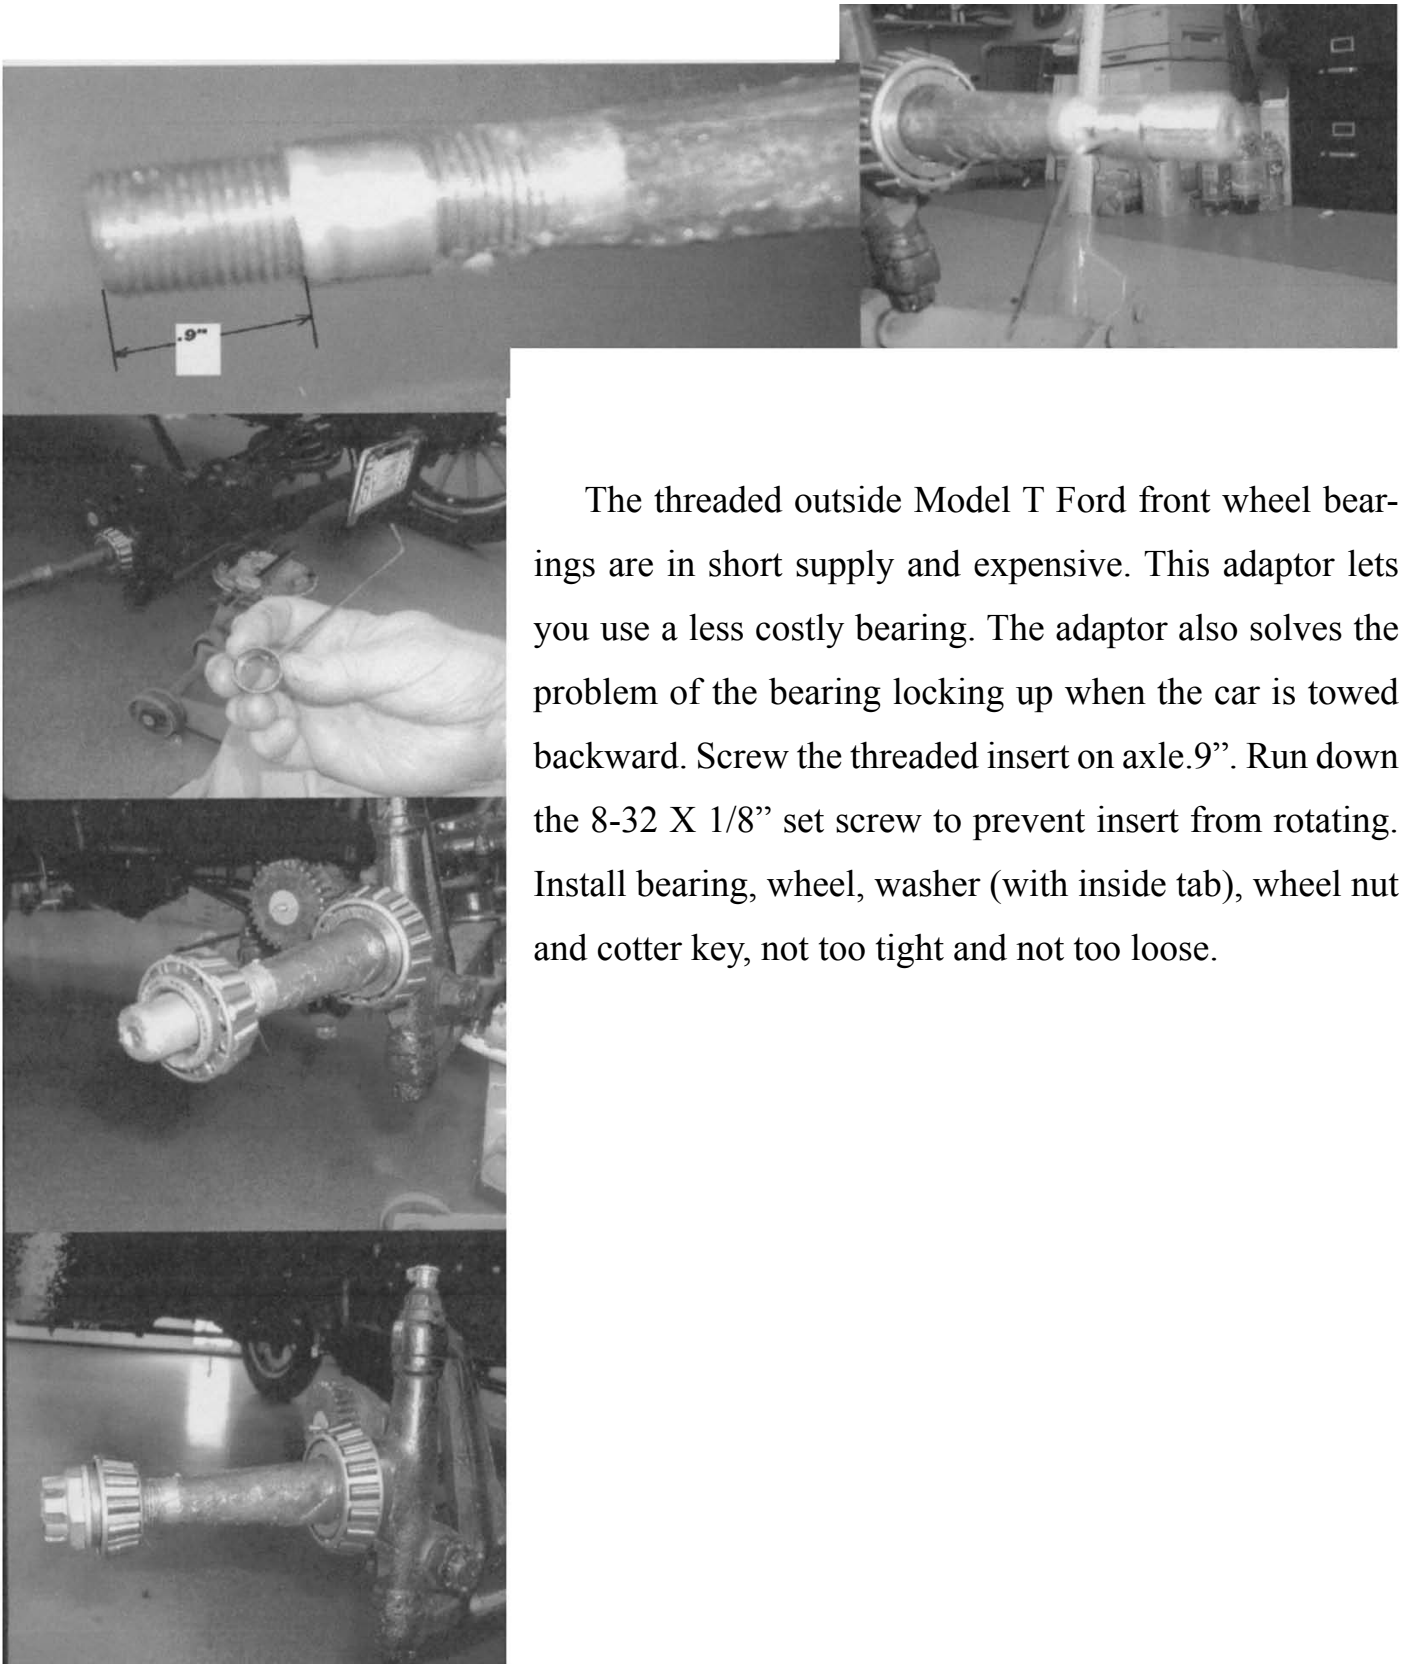 .9"
The threaded outside Model T Ford front wheel bear-
ings are in short supply and expensive. This adaptor lets
you use a less costly bearing. The adaptor also solves the
problem of the bearing locking up when the car is towed
backward. Screw the threaded insert on axle.9”. Run down
the 8-32 X 1/8” set screw to prevent insert from rotating.
Install bearing, wheel, washer (with inside tab), wheel nut
and cotter key, not too tight and not too loose.